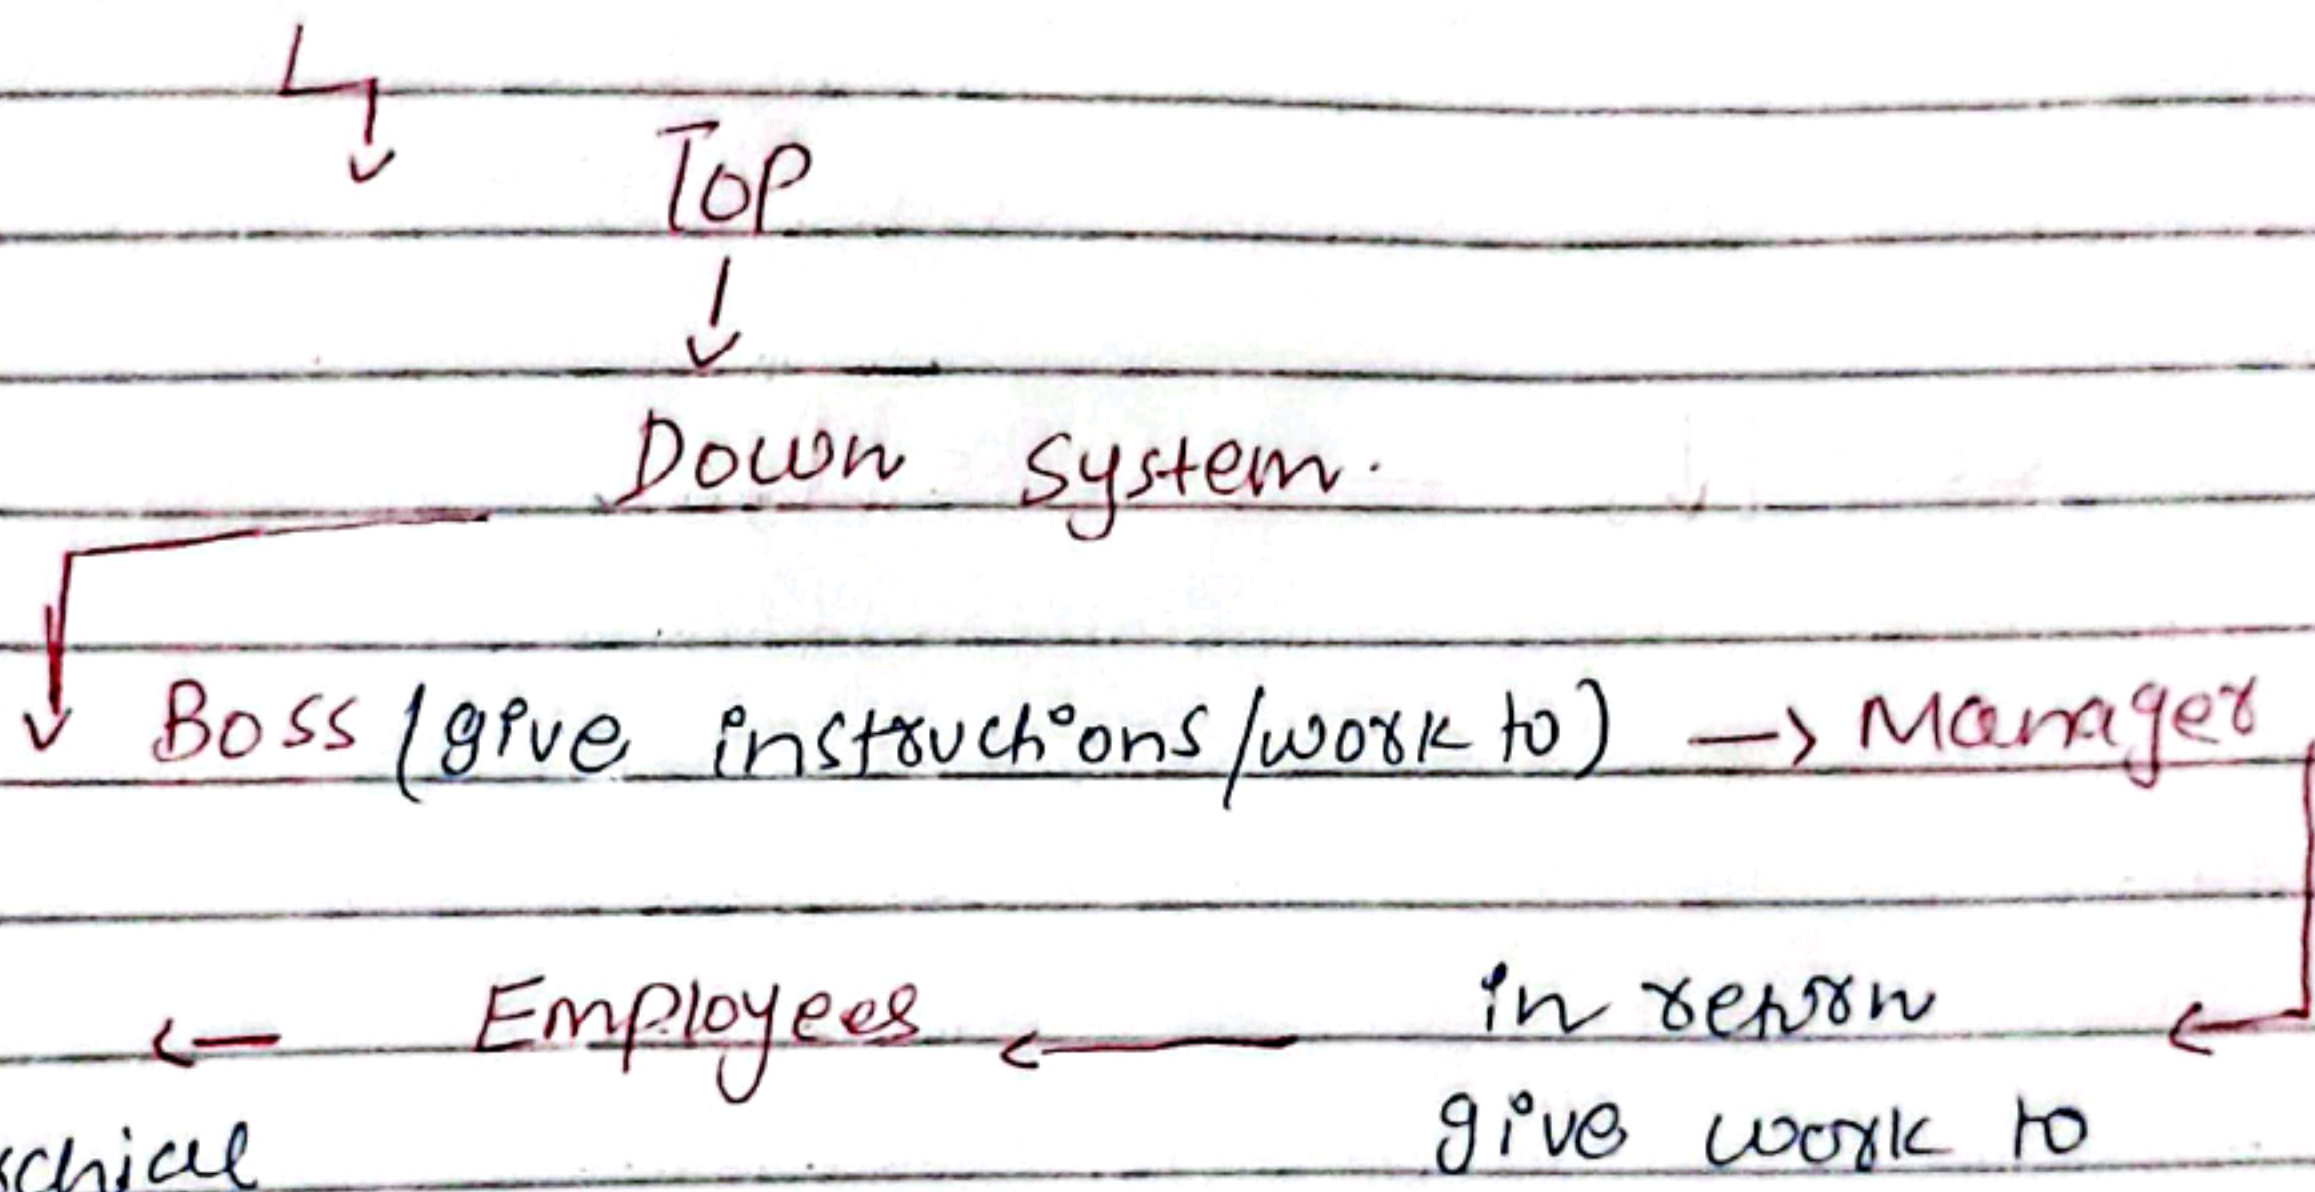 Top
↓
Down system.
Boss (give instructions/work to) → Manager
← Employees ← in return
give work to